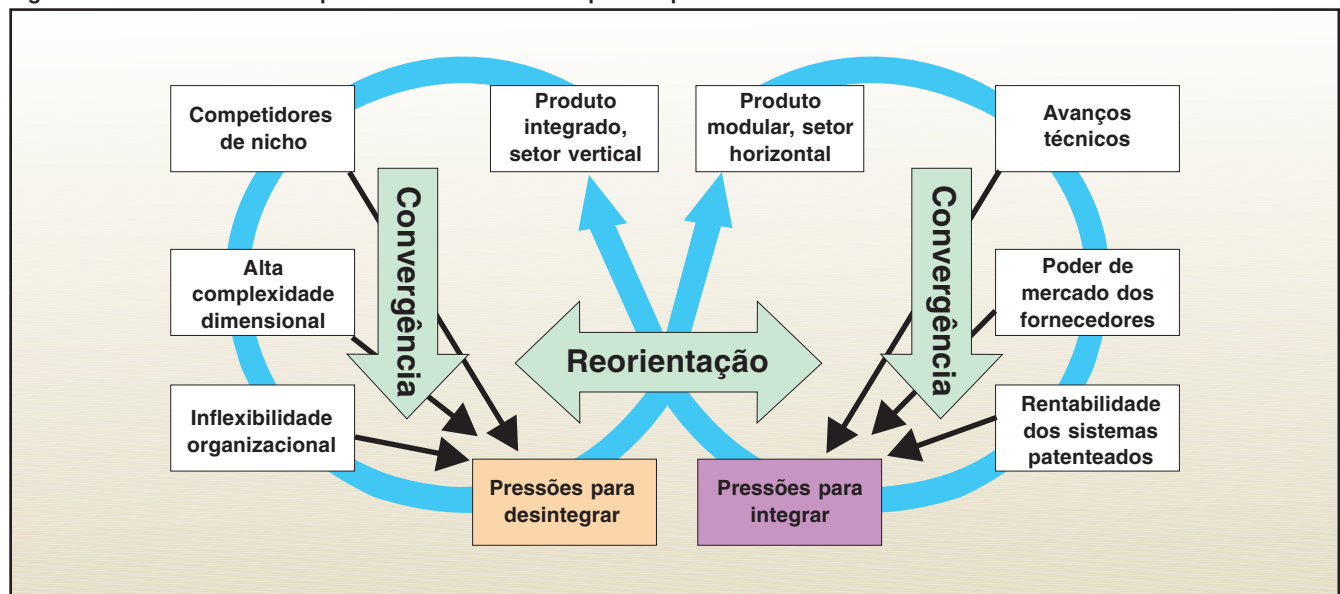 Competidores
de nicho
Produto
integrado,
setor vertical
Produto
modular, setor
horizontal
Avanços
técnicos
Convergência
Convergência
Alta
complexidade
dimensional
Poder de
mercado dos
fornecedores
Reorientação
Inflexibilidade
organizacional
Rentabilidade
dos sistemas
patenteados
Pressões para
desintegrar
Pressões para
integrar